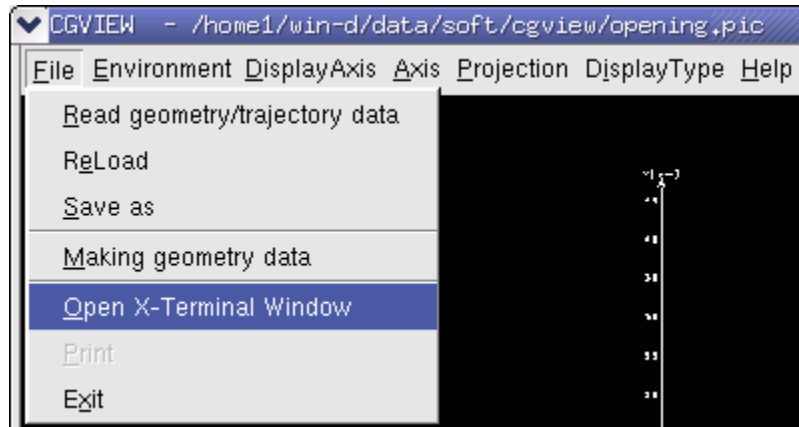 CGVIEW - /home1/win-d/data/soft/cgview/opening.pic
File Environment DisplayAxis Axis Projection DisplayType Help
Read geometry/trajectory data
ReLoad
Save as
Making geometry data
Open X-Terminal Window
Print
Exit